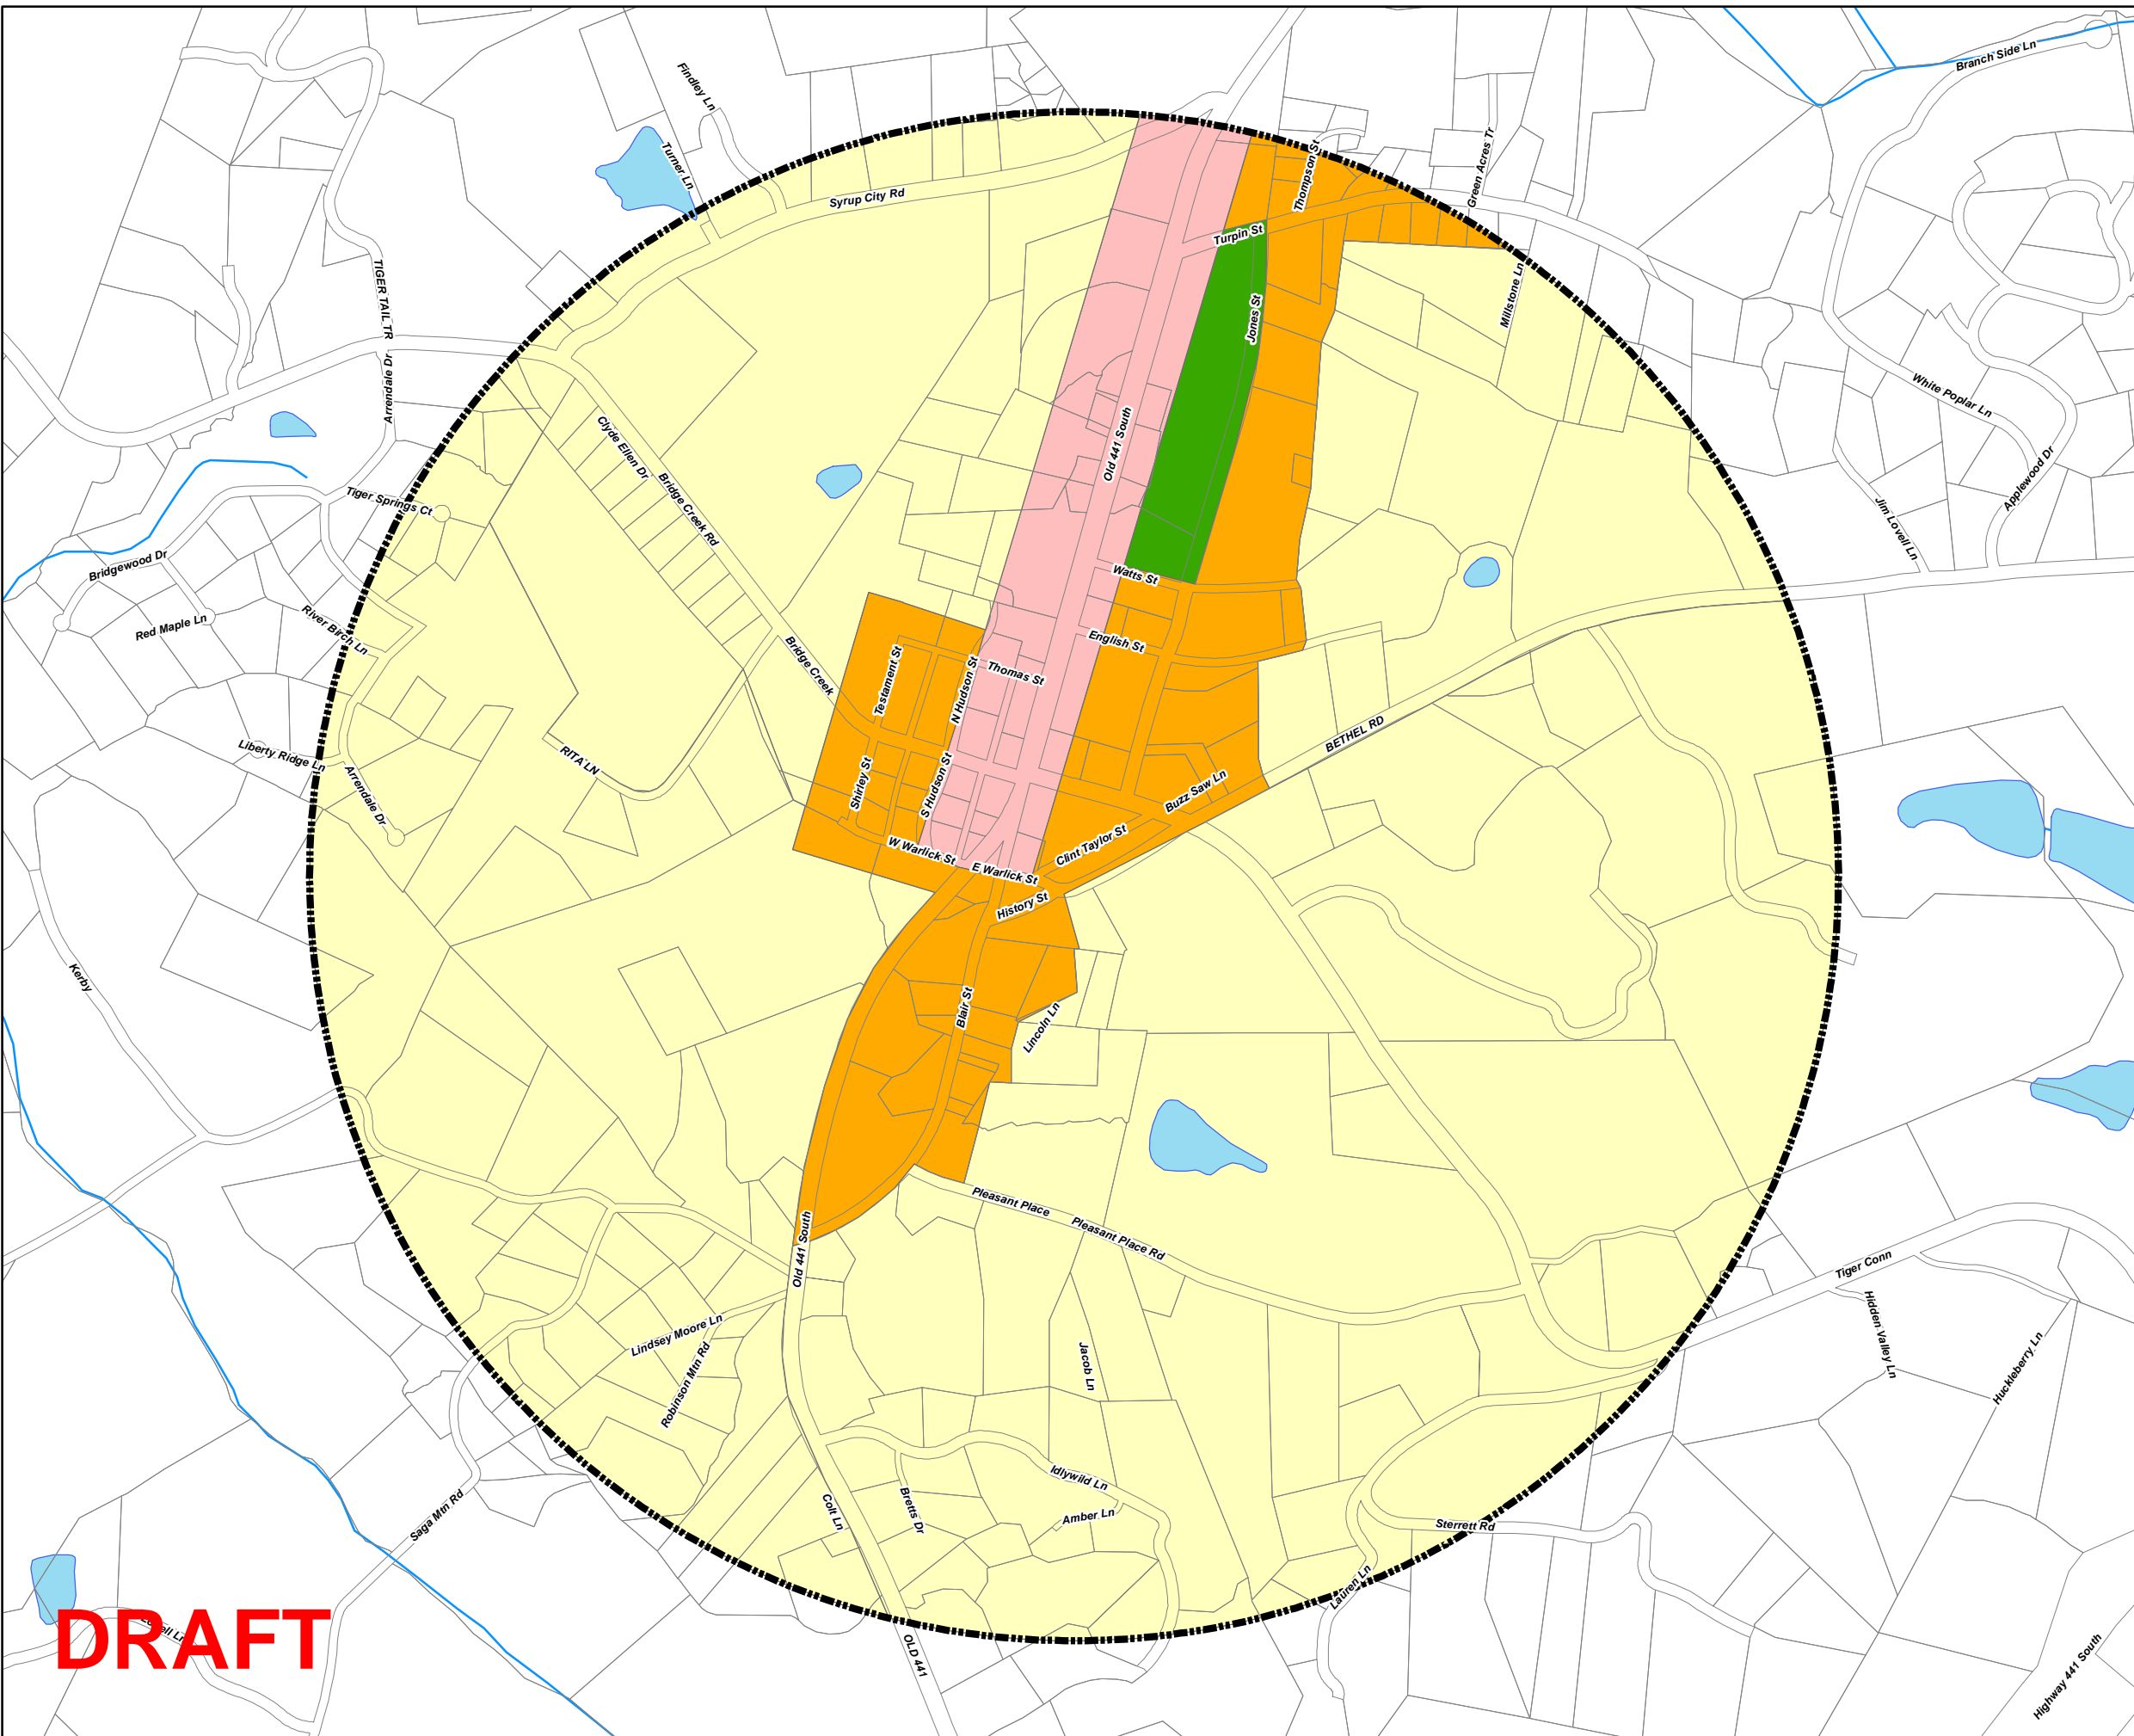 Branch Side Ln
Findley Ln
Turner Ln
Green Acres Tr
Thompson St
Syrup City Rd
Turpin St
TIGER TAIL TR
Millstone Ln
Jones St
Arrendale Dr
White Poplar Ln
Clyde Ellen Dr
Old 441 South
Applewood Dr
Tiger Springs Ct
Bridge Creek Rd
Jim Lovell Ln
Bridgewood Dr
Watts St
Red Maple Ln
River Birch Ln
English St
Bridge Creek
Testament St
Thomas St
N Hudson St
BETHEL RD
Liberty Ridge Ln
RITA LN
Arrendale Dr
Shirley St
S Hudson St
Buzz Saw Ln
W Warlick St
Clint Taylor St
E Warlick St
History St
Kerby
Blair St
Lincoln Ln
Pleasant Place
Pleasant Place Rd
Old 441 South
Tiger Conn
Hidden Valley Ln
Lindsey Moore Ln
Robinson Mtn Rd
Jacob Ln
Huckleberry Ln
Idlywild Ln
Saga Mtn Rd
Colt Ln
Bretts Dr
Amber Ln
Sterrett Rd
Lauren Ln
DRAFT
OLD 441
Highway 441 South